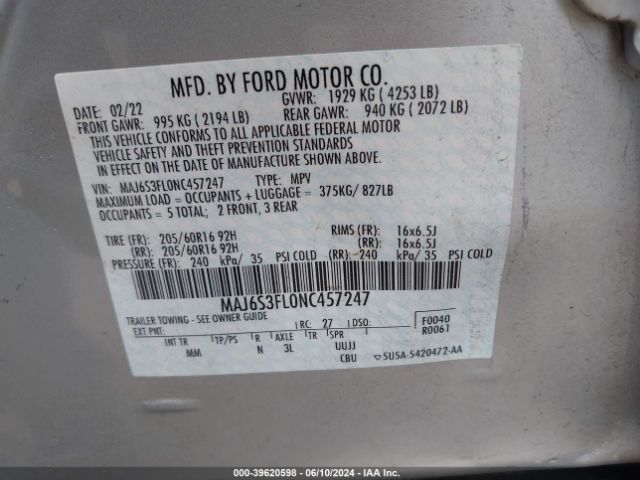 MFD. BY FORD MOTOR CO.
DATE: 02/22 GVWR: 1929 KG ( 4253 LB)
FRONT GAWR: 995 KG ( 2194 LB) REAR GAWR: 940 KG ( 2072 LB)
THIS VEHICLE CONFORMS TO ALL APPLICABLE FEDERAL MOTOR
VEHICLE SAFETY AND THEFT PREVENTION STANDARDS
IN EFFECT ON THE DATE OF MANUFACTURE SHOWN ABOVE.
VIN: MAJ6S3FL0NC457247 TYPE: MPV
MAXIMUM LOAD = OCCUPANTS + LUGGAGE = 375KG/ 827LB
OCCUPANTS = 5 TOTAL; 2 FRONT, 3 REAR
TIRE (FR): 205/60R16 92H RIMS (FR): 16x6.5J
(RR): 205/60R16 92H (RR): 16x6.5J
PRESSURE (FR): 240 kPa/ 35 PSI COLD (RR): 240 kPa/ 35 PSI COLD
MAJ6S3FL0NC457247
TRAILER TOWING - SEE OWNER GUIDE
EXT PNT: RC: 27 DSO: F0040
R0061
INT TR TP/PS R AXLE TR SPR
MM N 3L UUJJ
CBU 5U5A-5420472-AA
IAAI: 39620598 - 06/10/2024 - IAA